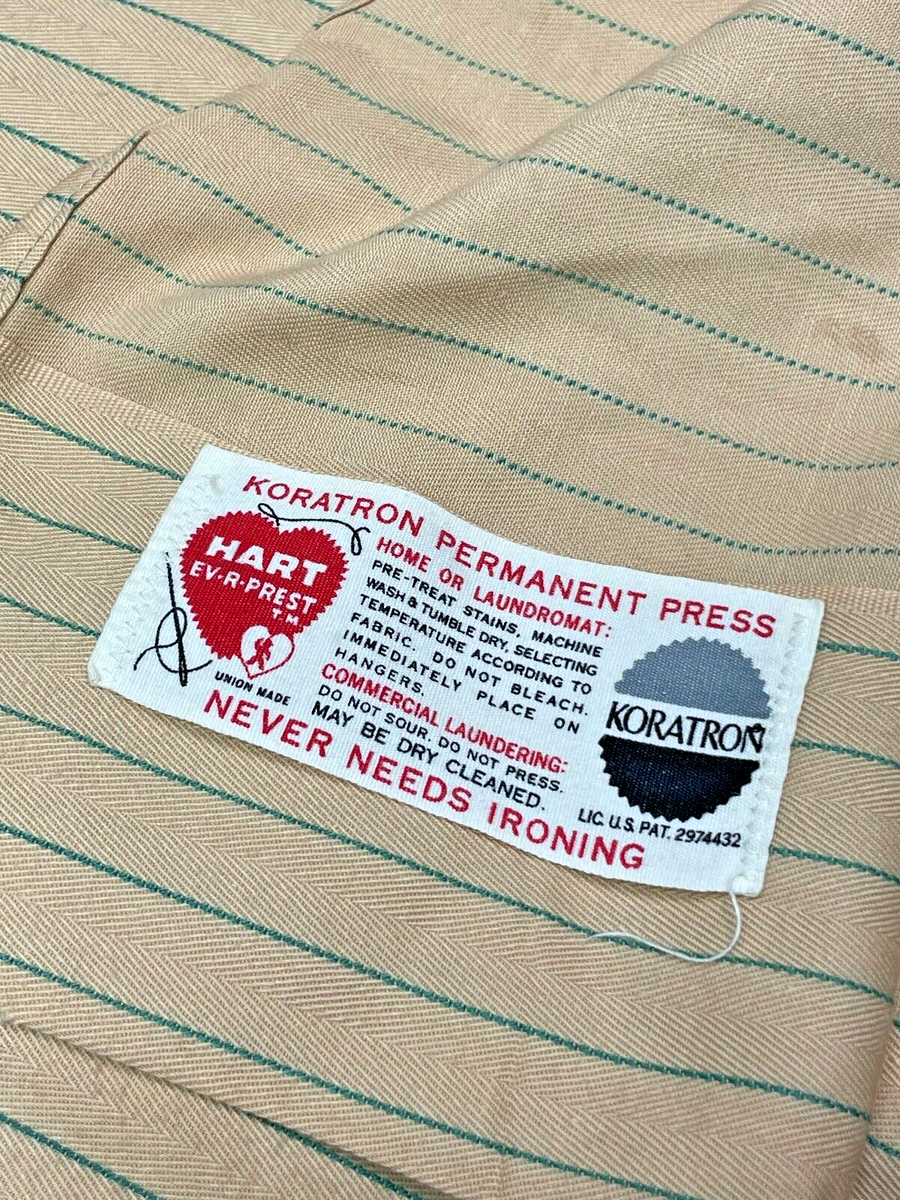 KORATRON PERMANENT PRESS
HART
EV-R-PREST
T.M.
UNION MADE
HOME OR LAUNDROMAT:
PRE-TREAT STAINS, MACHINE
WASH & TUMBLE DRY, SELECTING
TEMPERATURE ACCORDING TO
FABRIC. DO NOT BLEACH.
IMMEDIATELY PLACE ON
HANGERS.
COMMERCIAL LAUNDERING:
DO NOT SOUR. DO NOT PRESS.
MAY BE DRY CLEANED.
NEVER NEEDS IRONING
KORATRON
LIC. U.S. PAT. 2974432